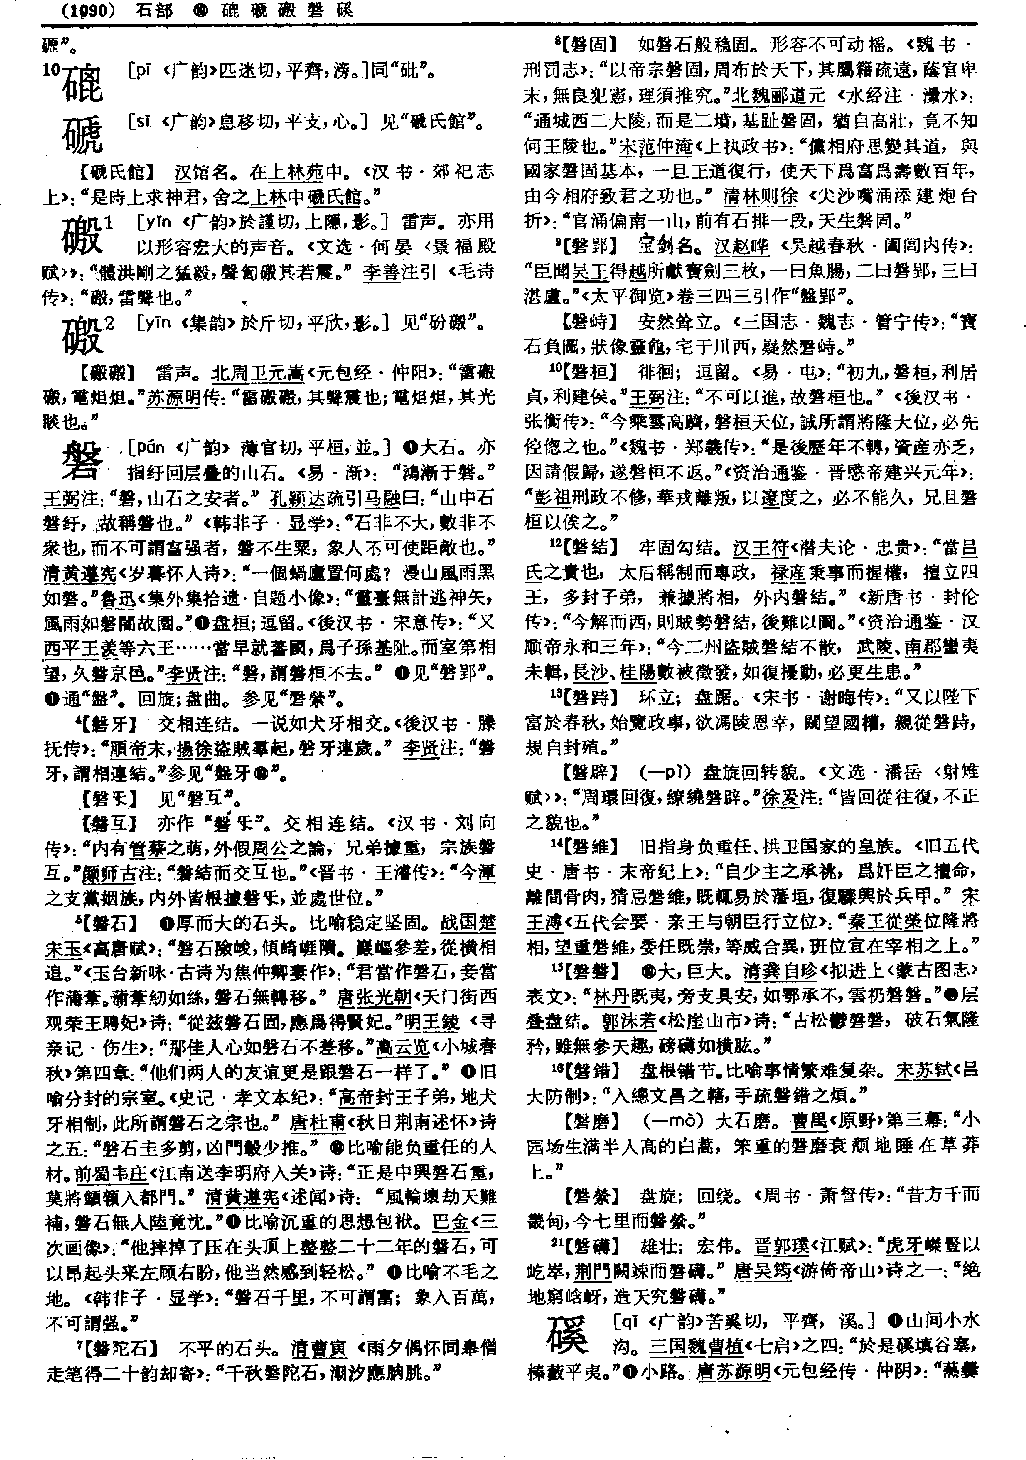 (1090) 石部 ⑩ 磇 磃 磤 磐 磎
磜”。
10磇 [pī 《广韵》匹迷切，平齊，滂。]同“砒”。
磃 [sī 《广韵》息移切，平支，心。] 见“磃氏館”。
【磃氏館】 汉馆名。在上林苑中。《汉书·郊祀志
上》：“是時上求神君，舍之上林中磃氏館。”
磤1 [yǐn 《广韵》於謹切，上隱，影。] 雷声。亦用
以形容宏大的声音。《文选·何晏〈景福殿
赋〉》：“體洪剛之猛毅，聲訇磤其若震。” 李善注引《毛诗
传》：“磤，雷聲也。”
磤2 [yīn 《集韵》於斤切，平欣，影。] 见“砏磤”。
【磤磤】 雷声。北周卫元嵩《元包经·仲阳》：“靁磤
磤，電烜烜。”苏源明传：“靁磤磤，其聲震也；電烜烜，其光
睒也。”
磐 [pán 《广韵》薄官切，平桓，並。] ❶大石。亦
指纡回层叠的山石。《易·渐》：“鴻漸于磐。”
王弼注：“磐，山石之安者。” 孔颖达疏引马融曰：“山中石
磐紆，故稱磐也。”《韩非子·显学》：“石非不大，數非不
衆也，而不可謂富强者，磐不生粟，象人不可使距敵也。”
清黄遵宪《岁暮怀人诗》：“一個蝸廬置何處？漫山風雨黑
如磐。”鲁迅《集外集拾遗·自题小像》：“靈臺無計逃神矢，
風雨如磐闇故園。”❷盘桓；逗留。《後汉书·宋意传》：“又
西平王羨等六王……當早就蕃國，爲子孫基阯。而室第相
望，久磐京邑。”李贤注：“磐，謂磐桓不去。” ❸见“磐郢”。
❹通“盤”。回旋；盘曲。参见“磐縈”。
4【磐牙】 交相连结。一说如犬牙相交。《後汉书·滕
抚传》：“順帝末，揚徐盜賊羣起，磐牙連歲。” 李贤注：“磐
牙，謂相連結。”参见“盤牙❷”。
【磐乐】 见“磐互”。
【磐互】 亦作“磐乐”。交相连结。《汉书·刘向
传》：“内有管蔡之萌，外假周公之論，兄弟據重，宗族磐
互。”颜师古注：“磐結而交互也。”《晋书·王濬传》：“今渾
之支黨姻族，内外皆根據磐乐，並處世位。”
5【磐石】 ❶厚而大的石头。比喻稳定坚固。战国楚
宋玉《高唐赋》：“磐石險峻，傾崎崕隤。巖嶇參差，從横相
追。”《玉台新咏·古诗为焦仲卿妻作》：“君當作磐石，妾當
作蒲葦。蒲葦紉如絲，磐石無轉移。” 唐张光朝《天门街西
观荣王聘妃》诗：“從兹磐石固，應爲得賢妃。”明王錂《寻
亲记·伤生》：“那佳人心如磐石不差移。”高云览《小城春
秋》第四章：“他们两人的友谊更是跟磐石一样了。” ❷旧
喻分封的宗室。《史记·孝文本纪》：“高帝封王子弟，地犬
牙相制，此所謂磐石之宗也。” 唐杜甫《秋日荆南述怀》诗
之五：“磐石圭多剪，凶門轂少推。” ❸比喻能负重任的人
材。前蜀韦庄《江南送李明府入关》诗：“正是中興磐石重，
莫將顦顇入都門。” 清黄遵宪《述闻》诗：“風輪壞劫天難
補，磐石無人陸竟沈。”❹比喻沉重的思想包袱。巴金《三
次画像》：“他摔掉了压在头顶上整整二十二年的磐石，可
以昂起头来左顾右盼，他当然感到轻松。” ❺比喻不毛之
地。《韩非子·显学》：“磐石千里，不可謂富；象人百萬，
不可謂强。”
7【磐陀石】 不平的石头。清曹寅《雨夕偶怀同皋僧
走笔得二十韵却寄》：“千秋磐陀石，潮汐應朒朓。”
8【磐固】 如磐石般稳固。形容不可动摇。《魏书·
刑罚志》：“以帝宗磐固，周布於天下，其屬籍疏遠，蔭官卑
末，無良犯憲，理須推究。”北魏郦道元《水经注·灅水》：
“通城西二大陵，而是二墳，基趾磐固，猶自高壯，竟不知
何王陵也。”宋范仲淹《上执政书》：“儻相府思變其道，與
國家磐固基本，一旦王道復行，使天下爲富爲壽數百年，
由今相府致君之功也。” 清林则徐《尖沙嘴涌添建炮台
折》：“官涌偏南一山，前有石排一段，天生磐固。”
9【磐郢】 宝剑名。汉赵晔《吴越春秋·阖闾内传》：
“臣聞吴王得越所獻寶劍三枚，一曰魚腸，二曰磐郢，三曰
湛盧。”《太平御览》卷三四三引作“盤郢”。
【磐峙】 安然耸立。《三国志·魏志·管宁传》：“寶
石負圖，狀像靈龜，宅于川西，嶷然磐峙。”
10【磐桓】 徘徊；逗留。《易·屯》：“初九，磐桓，利居
貞，利建侯。”王弼注：“不可以進，故磐桓也。”《後汉书·
张衡传》：“今乘雲高躋，磐桓天位，誠所謂將隆大位，必先
倥傯之也。”《魏书·郑羲传》：“是後歷年不轉，資産亦乏，
因請假歸，遂磐桓不返。”《资治通鉴·晋愍帝建兴元年》：
“彭祖刑政不修，華戎離叛，以邃度之，必不能久，兄且磐
桓以俟之。”
12【磐结】 牢固勾结。汉王符《潜夫论·忠贵》：“當吕
氏之貴也，太后稱制而專政，禄産秉事而握權，擅立四
王，多封子弟，兼據將相，外内磐結。”《新唐书·封伦
传》：“今解而西，則賊勢磐結，後難以圖。”《资治通鉴·汉
顺帝永和三年》：“今二州盜賊磐結不散，武陵、南郡蠻夷
未輯，長沙、桂陽數被徵發，如復擾動，必更生患。”
13【磐跱】 环立；盘踞。《宋书·谢晦传》：“又以陛下
富於春秋，始覽政事，欲馮陵恩幸，闚望國權，親從磐跱，
規自封殖。”
【磐辟】 （—pì）盘旋回转貌。《文选·潘岳〈射雉
赋〉》：“周環回復，繚繞磐辟。”徐爰注：“皆回從往復，不正
之貌也。”
14【磐維】 旧指身负重任、拱卫国家的皇族。《旧五代
史·唐书·末帝纪上》：“自少主之承祧，爲奸臣之擅命，
離間骨肉，猜忌磐維，既輒易於藩垣，復驟興於兵甲。” 宋
王溥《五代会要·亲王与朝臣行立位》：“秦王從榮位隆將
相，望重磐維，委任既崇，等威合異，班位宜在宰相之上。”
15【磐磐】 ❶大，巨大。清龚自珍《拟进上〈蒙古图志〉
表文》：“林丹既夷，旁支具安，如鄂承不，雲礽磐磐。”❷层
叠盘结。郭沫若《松崖山市》诗：“古松鬱磐磐，破石氣隆
矜，雖無參天趣，磅礴如横肱。”
16【磐錯】 盘根错节。比喻事情繁难复杂。宋苏轼《吕
大防制》：“入總文昌之轄，手疏磐錯之煩。”
【磐磨】 （—mò）大石磨。曹禺《原野》第三幕：“小
园场生满半人高的白蒿，笨重的磐磨衰颓地睡在草莽
上。”
【磐縈】 盘旋；回绕。《周书·萧詧传》：“昔方千而
畿甸，今七里而磐縈。”
21【磐礴】 雄壮；宏伟。晋郭璞《江赋》：“虎牙嵥豎以
屹崒，荆門闕竦而磐礴。” 唐吴筠《游倚帝山》诗之一：“絶
地窮崯岈，造天究磐礴。”
磎 [qī 《广韵》苦奚切，平齊，溪。] ❶山间小水
沟。三国魏曹植《七启》之四：“於是磎填谷塞，
榛藪平夷。”❷小路。唐苏源明《元包经传·仲阴》：“蒸爨